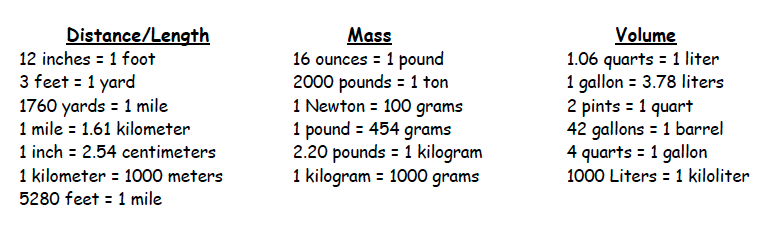 Distance/Length
12 inches = 1 foot
3 feet = 1 yard
1760 yards = 1 mile
1 mile = 1.61 kilometer
1 inch = 2.54 centimeters
1 kilometer = 1000 meters
5280 feet = 1 mile
Mass
16 ounces = 1 pound
2000 pounds = 1 ton
1 Newton = 100 grams
1 pound = 454 grams
2.20 pounds = 1 kilogram
1 kilogram = 1000 grams
Volume
1.06 quarts = 1 liter
1 gallon = 3.78 liters
2 pints = 1 quart
42 gallons = 1 barrel
4 quarts = 1 gallon
1000 Liters = 1 kiloliter